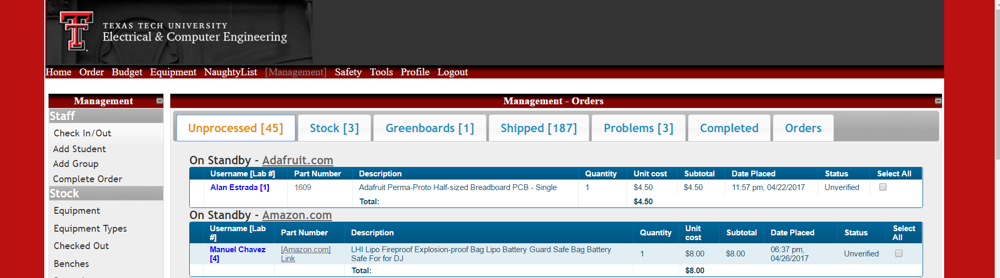 TEXAS TECH UNIVERSITY
Electrical & Computer Engineering
Home Order Budget Equipment NaughtyList [Management] Safety Tools Profile Logout
Management
Staff
Check In/Out
Add Student
Add Group
Complete Order
Stock
Equipment
Equipment Types
Checked Out
Benches
Management - Orders
Unprocessed [45] Stock [3] Greenboards [1] Shipped [187] Problems [3] Completed Orders
On Standby - Adafruit.com
Username [Lab #] Part Number Description Quantity Unit cost Subtotal Date Placed Status Select All
Alan Estrada [1] 1609 Adafruit Perma-Proto Half-sized Breadboard PCB - Single 1 $4.50 $4.50 11:57 pm, 04/22/2017 Unverified
Total: $4.50
On Standby - Amazon.com
Username [Lab #] Part Number Description Quantity Unit cost Subtotal Date Placed Status Select All
Manuel Chavez [4] [Amazon.com] Link LHI Lipo Fireproof Explosion-proof Bag Lipo Battery Guard Safe Bag Battery Safe For for DJ 1 $8.00 $8.00 06:37 pm, 04/26/2017 Unverified
Total: $8.00